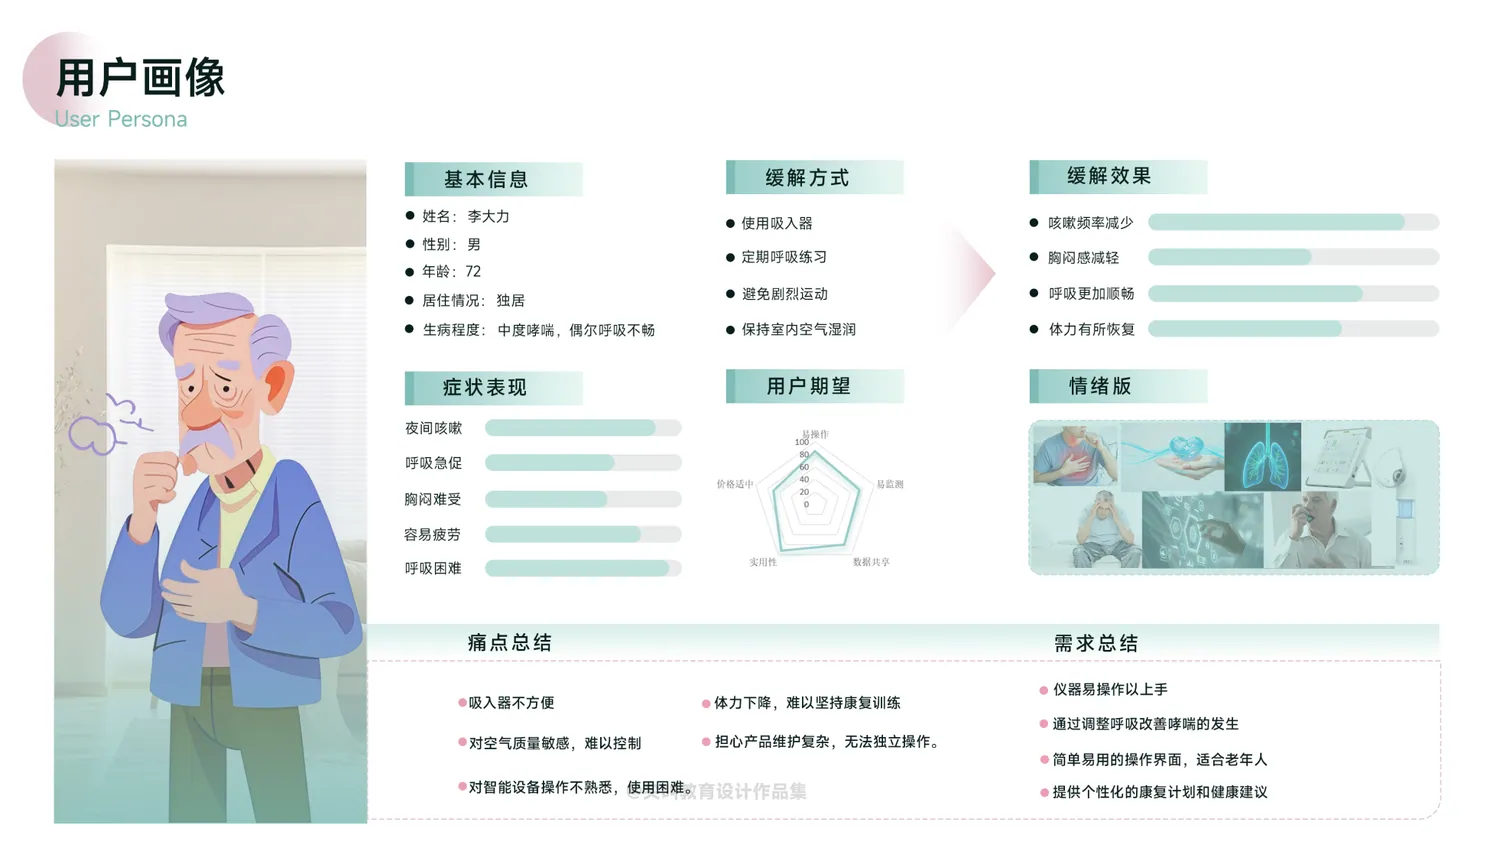 用户画像
User Persona
基本信息
姓名： 李大力
性别： 男
年龄：72
居住情况： 独居
生病程度： 中度哮喘，偶尔呼吸不畅
缓解方式
使用吸入器
定期呼吸练习
避免剧烈运动
保持室内空气湿润
缓解效果
咳嗽频率减少
胸闷感减轻
呼吸更加顺畅
体力有所恢复
症状表现
夜间咳嗽
呼吸急促
胸闷难受
容易疲劳
呼吸困难
用户期望
易操作
100
80
60
40
20
0
价格适中
易监测
实用性
数据共享
情绪版
痛点总结
吸入器不方便
对空气质量敏感，难以控制
对智能设备操作不熟悉，使用困难。
体力下降，难以坚持康复训练
担心产品维护复杂，无法独立操作。
教育设计作品集
需求总结
仪器易操作以上手
通过调整呼吸改善哮喘的发生
简单易用的操作界面，适合老年人
提供个性化的康复计划和健康建议